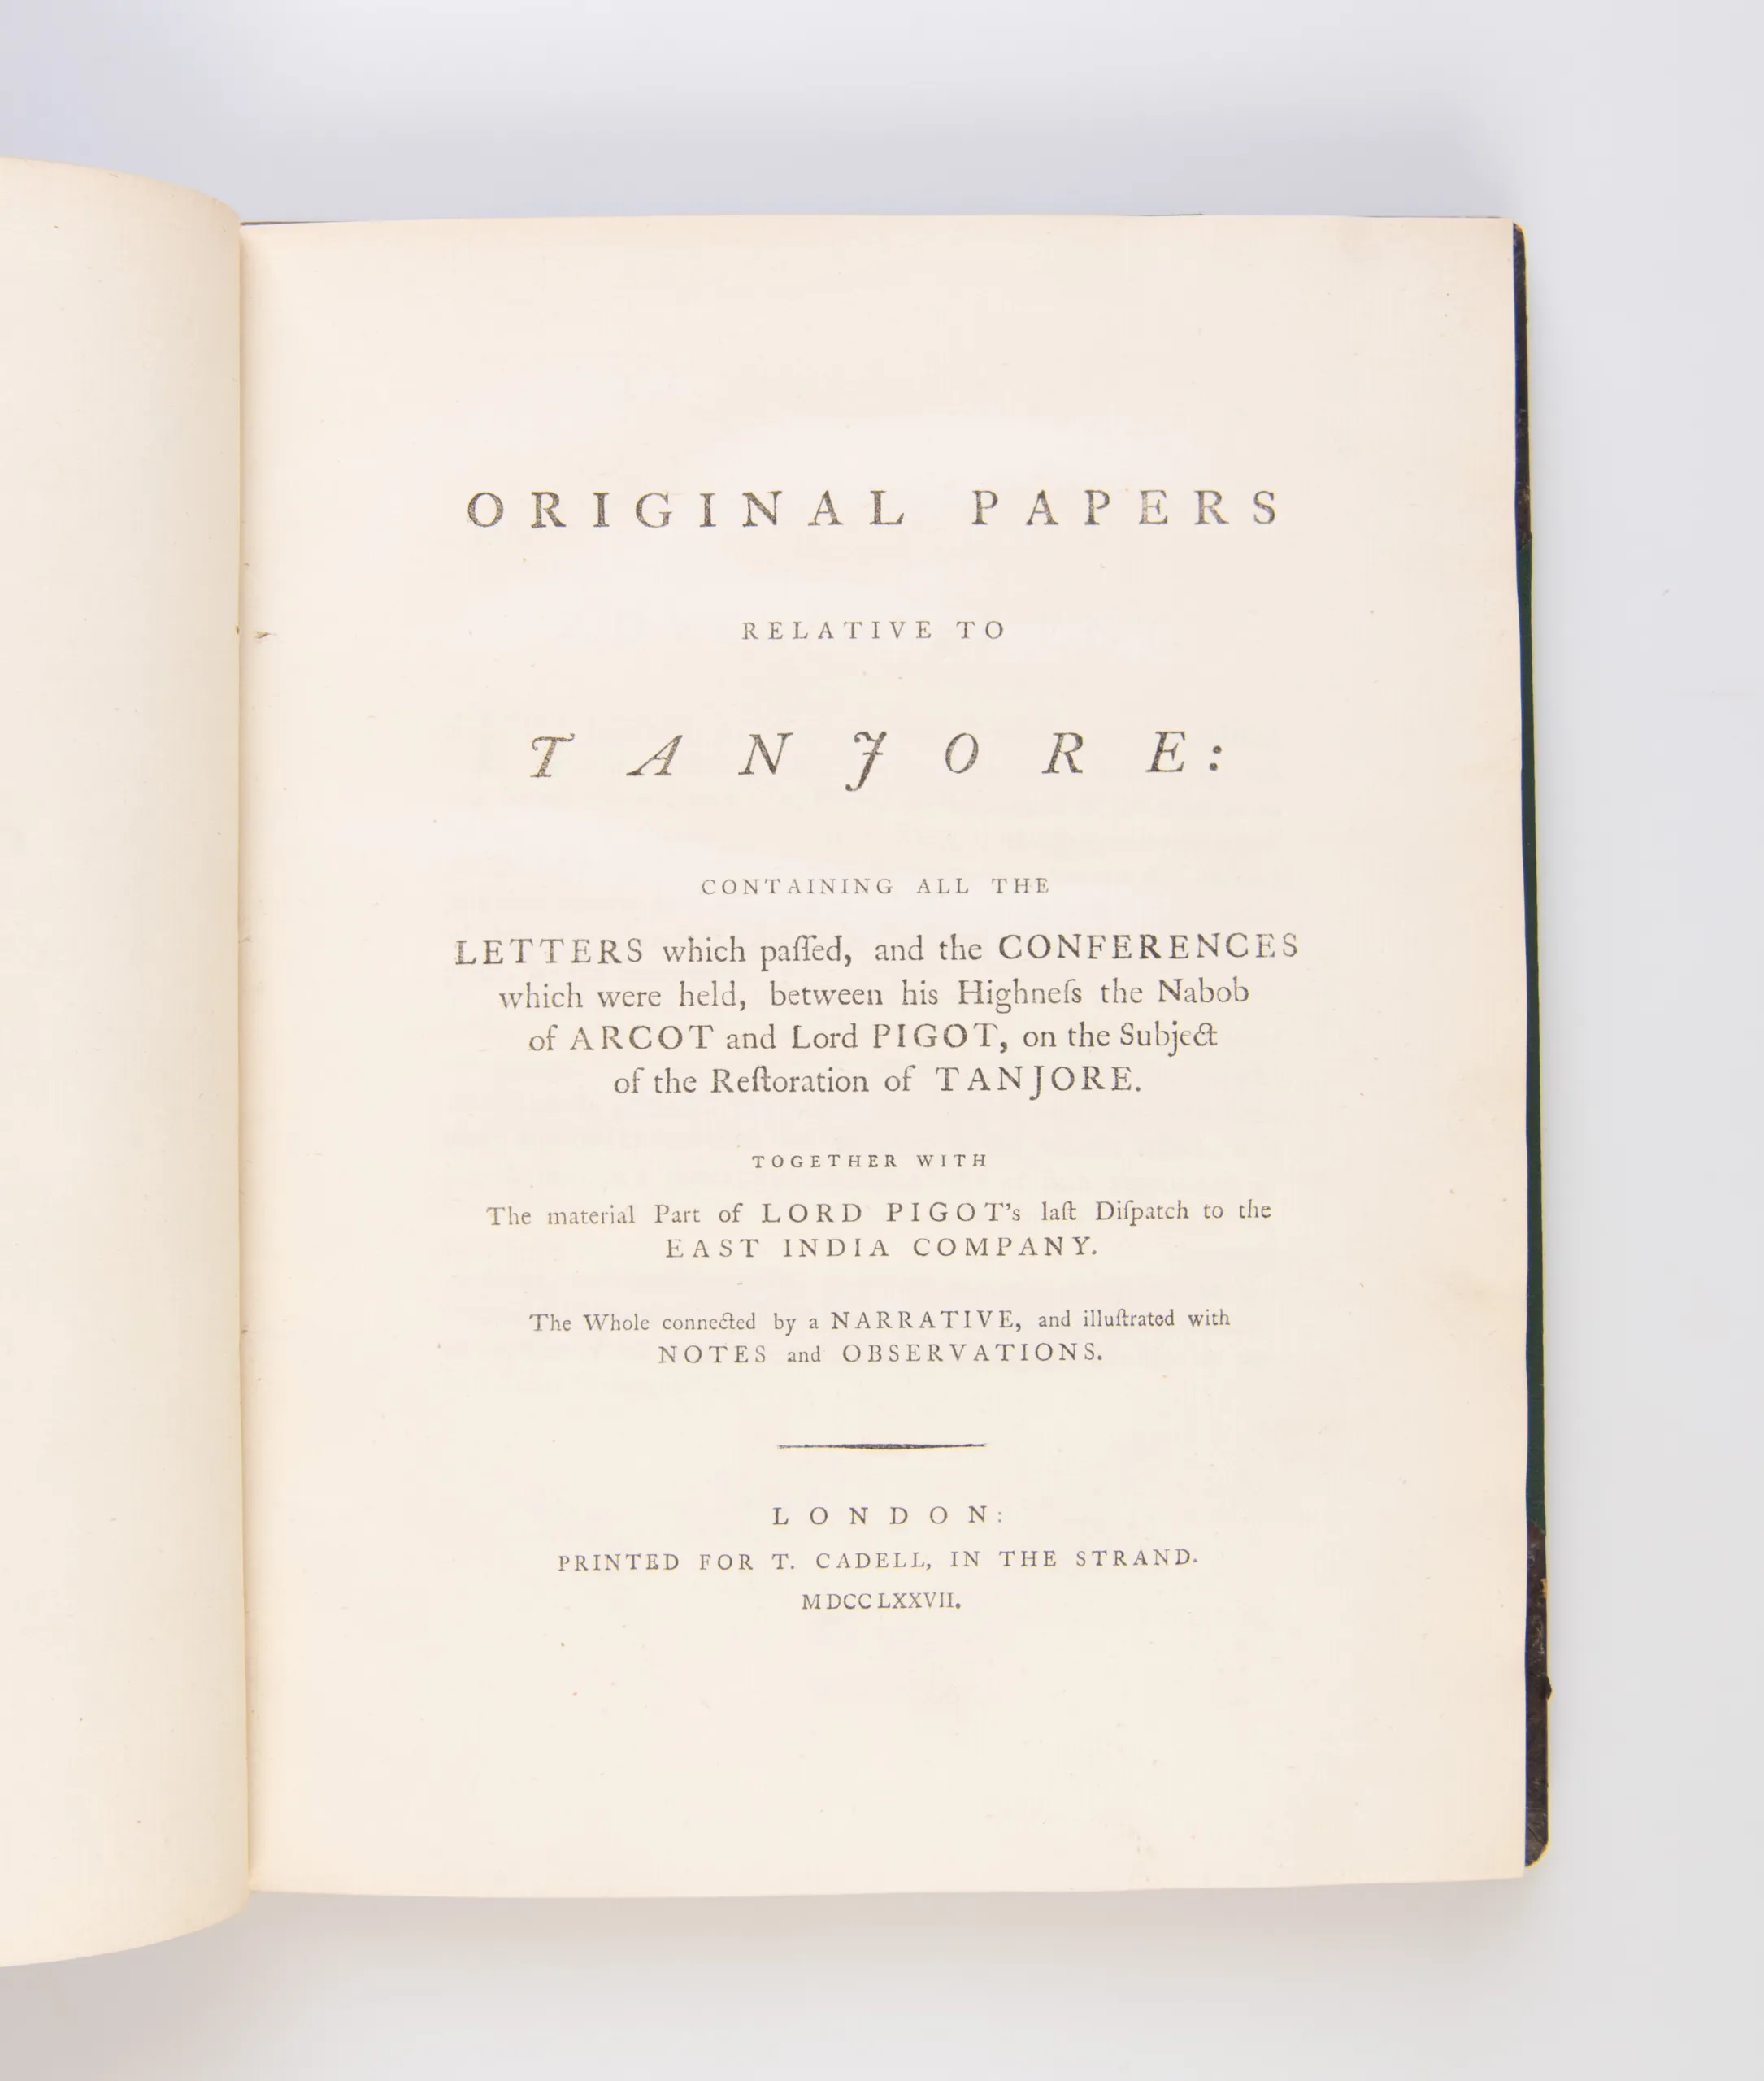 ORIGINAL PAPERS
RELATIVE TO
TANJORE:
CONTAINING ALL THE
LETTERS which paſſed, and the CONFERENCES
which were held, between his Highneſs the Nabob
of ARCOT and Lord PIGOT, on the Subject
of the Reſtoration of TANJORE.
TOGETHER WITH
The material Part of LORD PIGOT's laſt Diſpatch to the
EAST INDIA COMPANY.
The Whole connected by a NARRATIVE, and illuſtrated with
NOTES and OBSERVATIONS.
LONDON:
PRINTED FOR T. CADELL, IN THE STRAND.
MDCCLXXVII.